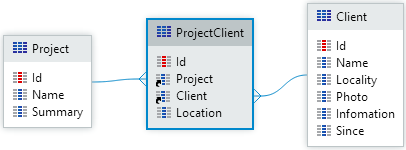 Project
Id
Name
Summary
ProjectClient
Id
Project
Client
Location
Client
Id
Name
Locality
Photo
Infomation
Since